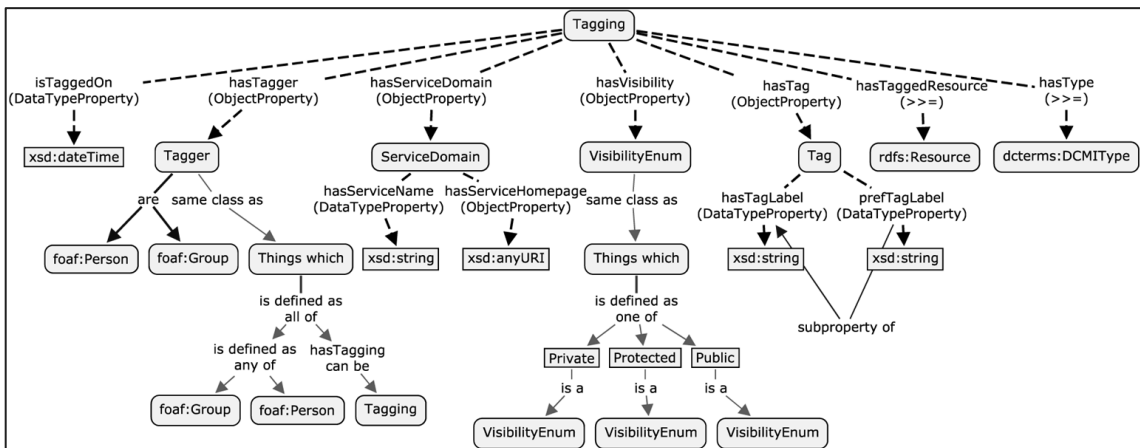 Tagging
isTaggedOn
(DataTypeProperty)
hasTagger
(ObjectProperty)
hasServiceDomain
(ObjectProperty)
hasVisibility
(ObjectProperty)
hasTag
(ObjectProperty)
hasTaggedResource
(>>=)
hasType
(>>=)
xsd:dateTime
Tagger
ServiceDomain
VisibilityEnum
Tag
rdfs:Resource
dcterms:DCMIType
are
same class as
hasServiceName
(DataTypeProperty)
hasServiceHomepage
(ObjectProperty)
same class as
hasTagLabel
(DataTypeProperty)
prefTagLabel
(DataTypeProperty)
foaf:Person
foaf:Group
Things which
xsd:string
xsd:anyURI
Things which
xsd:string
xsd:string
is defined as
all of
is defined as
one of
subproperty of
is defined as
any of
hasTagging
can be
Private
Protected
Public
is a
is a
is a
foaf:Group
foaf:Person
Tagging
VisibilityEnum
VisibilityEnum
VisibilityEnum